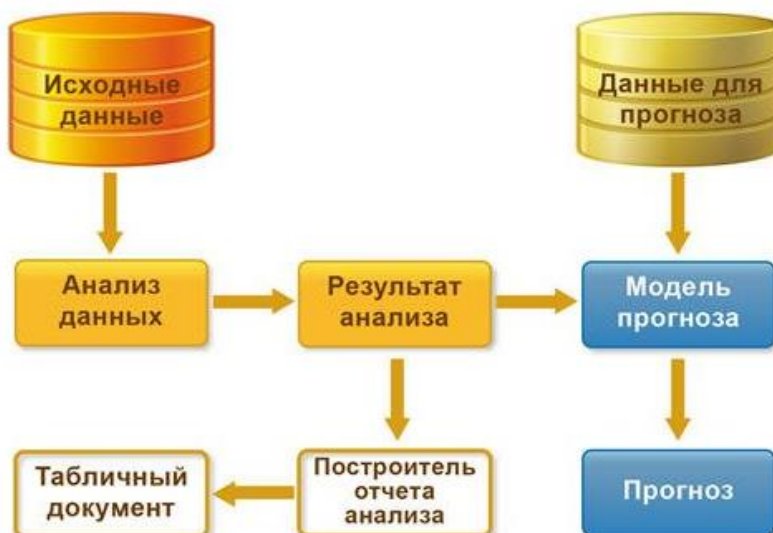 Исходные
данные
Данные для
прогноза
Анализ
данных
Результат
анализа
Модель
прогноза
Табличный
документ
Построитель
отчета
анализа
Прогноз